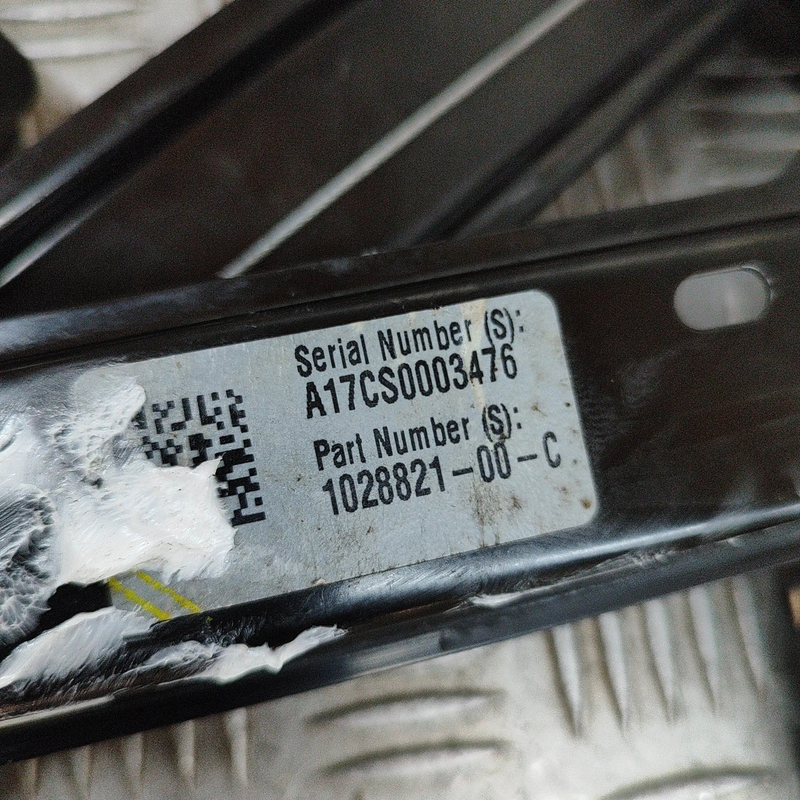 Serial Number (S):
A17CS0003476
Part Number (S):
1028821-00-C